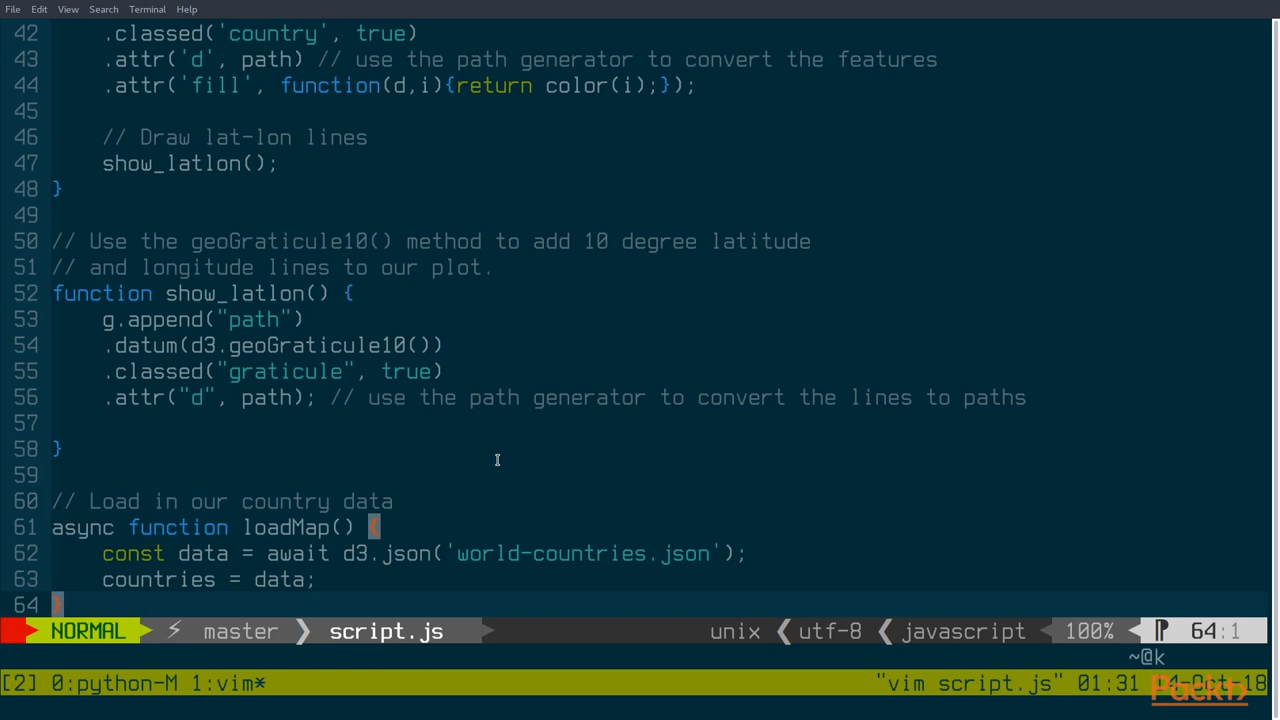 File Edit View Search Terminal Help
42 .classed('country', true)
43 .attr('d', path) // use the path generator to convert the features
44 .attr('fill', function(d,i){return color(i);});
45
46 // Draw lat-lon lines
47 show_latlon();
48 }
49
50 // Use the geoGraticule10() method to add 10 degree latitude
51 // and longitude lines to our plot.
52 function show_latlon() {
53 g.append("path")
54 .datum(d3.geoGraticule10())
55 .classed("graticule", true)
56 .attr("d", path); // use the path generator to convert the lines to paths
57
58 }
59
60 // Load in our country data
61 async function loadMap() {
62 const data = await d3.json('world-countries.json');
63 countries = data;
64 }
NORMAL ⚡ master ❯ script.js unix ❮ utf-8 ❮ javascript 100% 64:1
~@k
[2] 0:python-M 1:vim* "vim script.js" 01:31 14-Oct-18
Packt>